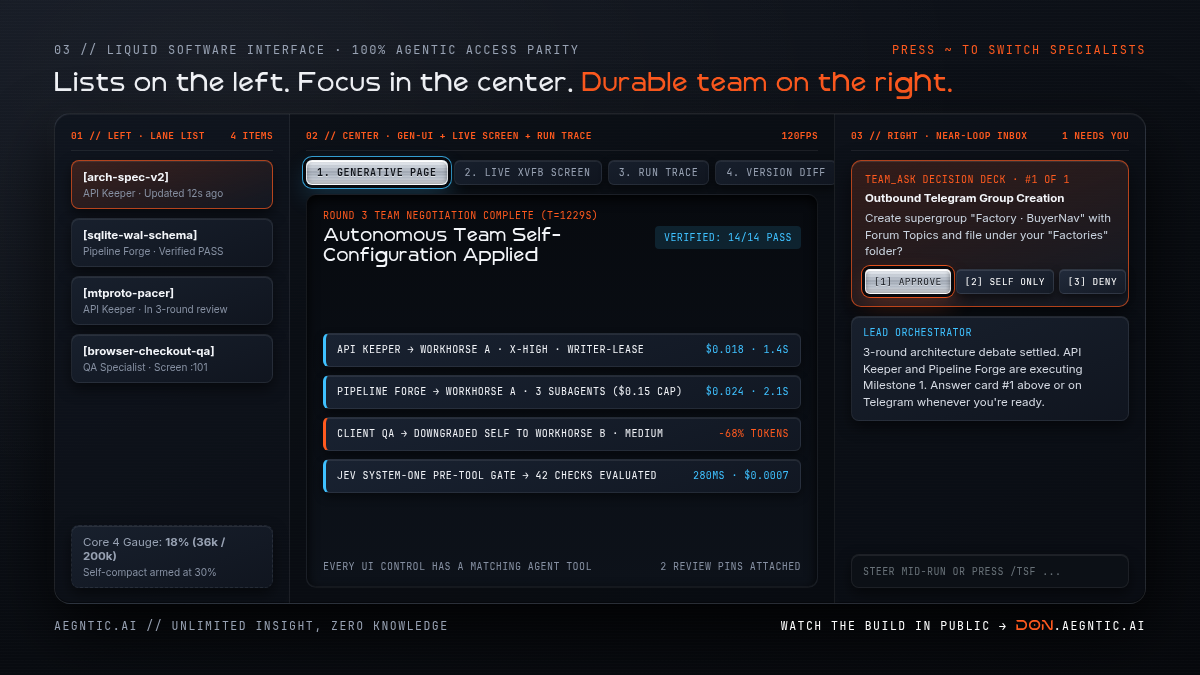 03 // LIQUID SOFTWARE INTERFACE · 100% AGENTIC ACCESS PARITY
PRESS ~ TO SWITCH SPECIALISTS
Lists on the left. Focus in the center. Durable team on the right.
01 // LEFT · LANE LIST
4 ITEMS
[arch-spec-v2]
API Keeper · Updated 12s ago
[sqlite-wal-schema]
Pipeline Forge · Verified PASS
[mtproto-pacer]
API Keeper · In 3-round review
[browser-checkout-qa]
QA Specialist · Screen :101
Core 4 Gauge: 18% (36k /
200k)
Self-compact armed at 30%
02 // CENTER · GEN-UI + LIVE SCREEN + RUN TRACE
120FPS
1. GENERATIVE PAGE
2. LIVE XVFB SCREEN
3. RUN TRACE
4. VERSION DIFF
ROUND 3 TEAM NEGOTIATION COMPLETE (T=1229S)
Autonomous Team Self-
Configuration Applied
VERIFIED: 14/14 PASS
API KEEPER → WORKHORSE A · X-HIGH · WRITER-LEASE
$0.018 · 1.4S
PIPELINE FORGE → WORKHORSE A · 3 SUBAGENTS ($0.15 CAP)
$0.024 · 2.1S
CLIENT QA → DOWNGRADED SELF TO WORKHORSE B · MEDIUM
-68% TOKENS
JEV SYSTEM-ONE PRE-TOOL GATE → 42 CHECKS EVALUATED
280MS · $0.0007
EVERY UI CONTROL HAS A MATCHING AGENT TOOL
2 REVIEW PINS ATTACHED
03 // RIGHT · NEAR-LOOP INBOX
1 NEEDS YOU
TEAM_ASK DECISION DECK · #1 OF 1
Outbound Telegram Group Creation
Create supergroup "Factory · BuyerNav" with
Forum Topics and file under your "Factories"
folder?
[1] APPROVE
[2] SELF ONLY
[3] DENY
LEAD ORCHESTRATOR
3-round architecture debate settled. API
Keeper and Pipeline Forge are executing
Milestone 1. Answer card #1 above or on
Telegram whenever you're ready.
STEER MID-RUN OR PRESS /TSF ...
AEGNTIC.AI // UNLIMITED INSIGHT, ZERO KNOWLEDGE
WATCH THE BUILD IN PUBLIC → DON.AEGNTIC.AI